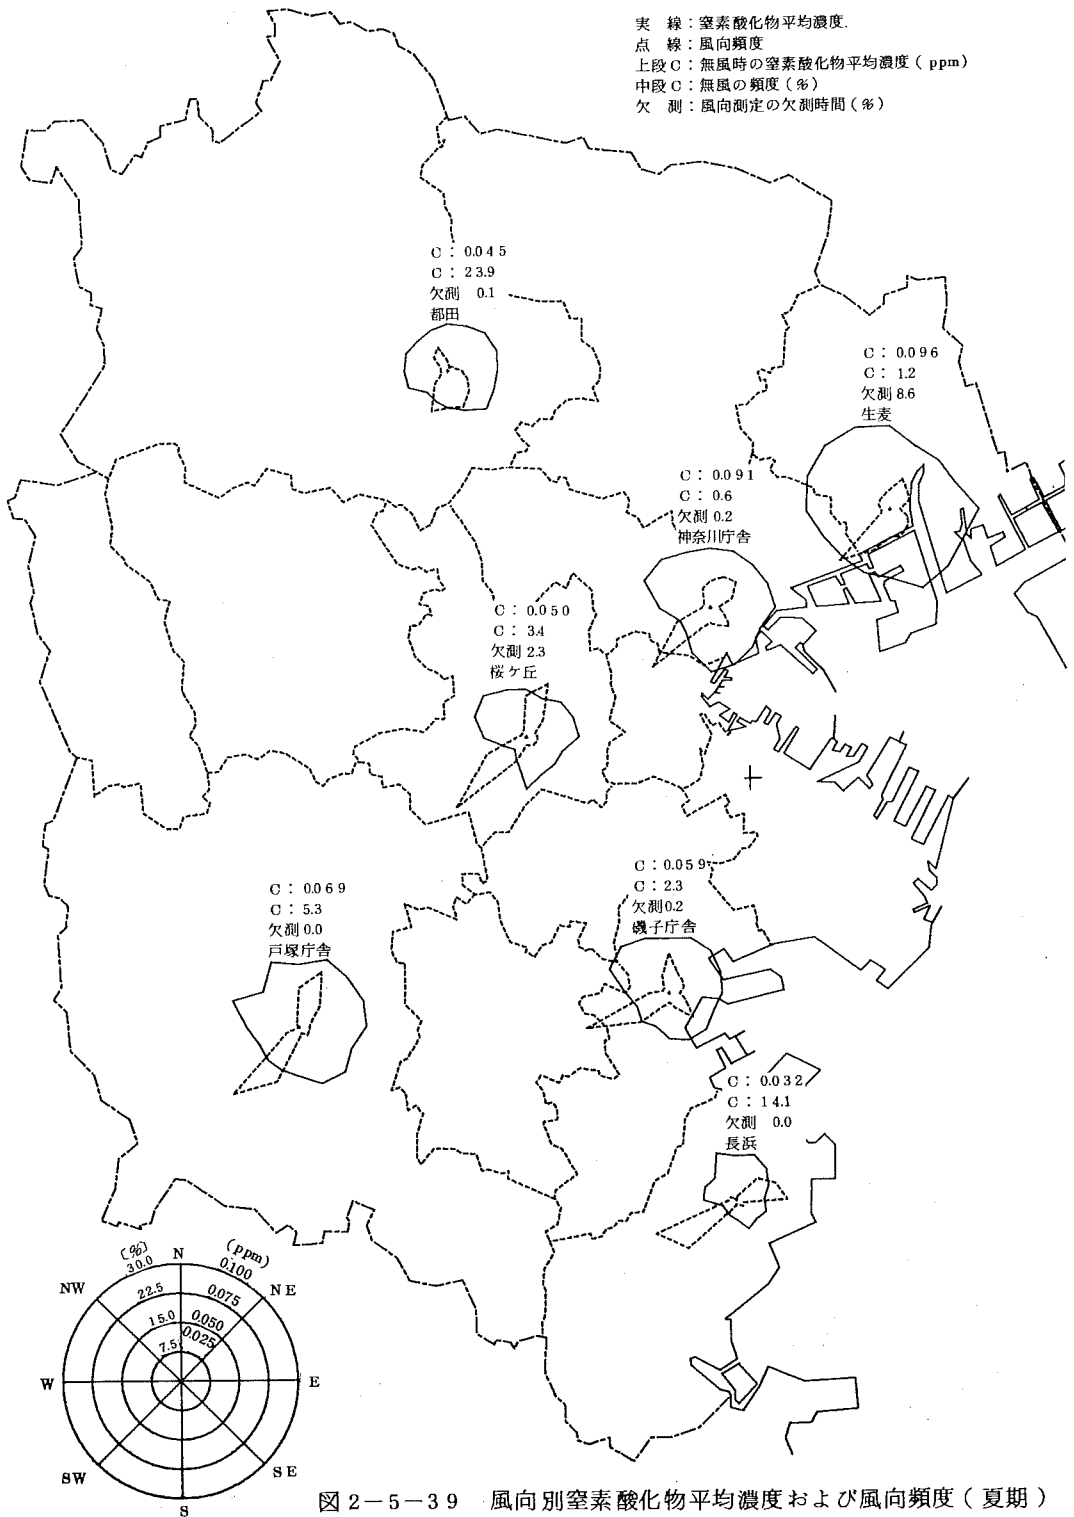 実 線：窒素酸化物平均濃度.
点 線：風向頻度
上段C：無風時の窒素酸化物平均濃度（ppm）
中段C：無風の頻度（％）
欠 測：風向測定の欠測時間（％）
C：0.045
C：23.9
欠測 0.1
都田
C：0.096
C：1.2
欠測8.6
生麦
C：0.091
C：0.6
欠測0.2
神奈川庁舎
C：0.050
C：3.4
欠測2.3
桜ケ丘
C：0.059
C：2.3
欠測0.2
磯子庁舎
C：0.069
C：5.3
欠測0.0
戸塚庁舎
C：0.032
C：14.1
欠測 0.0
長浜
〔％〕
30.0
N
(ppm)
0.100
NW
22.5
0.075
NE
15.0
0.050
7.5
0.025
W
E
SW
SE
S
図2－5－39 風向別窒素酸化物平均濃度および風向頻度（夏期）